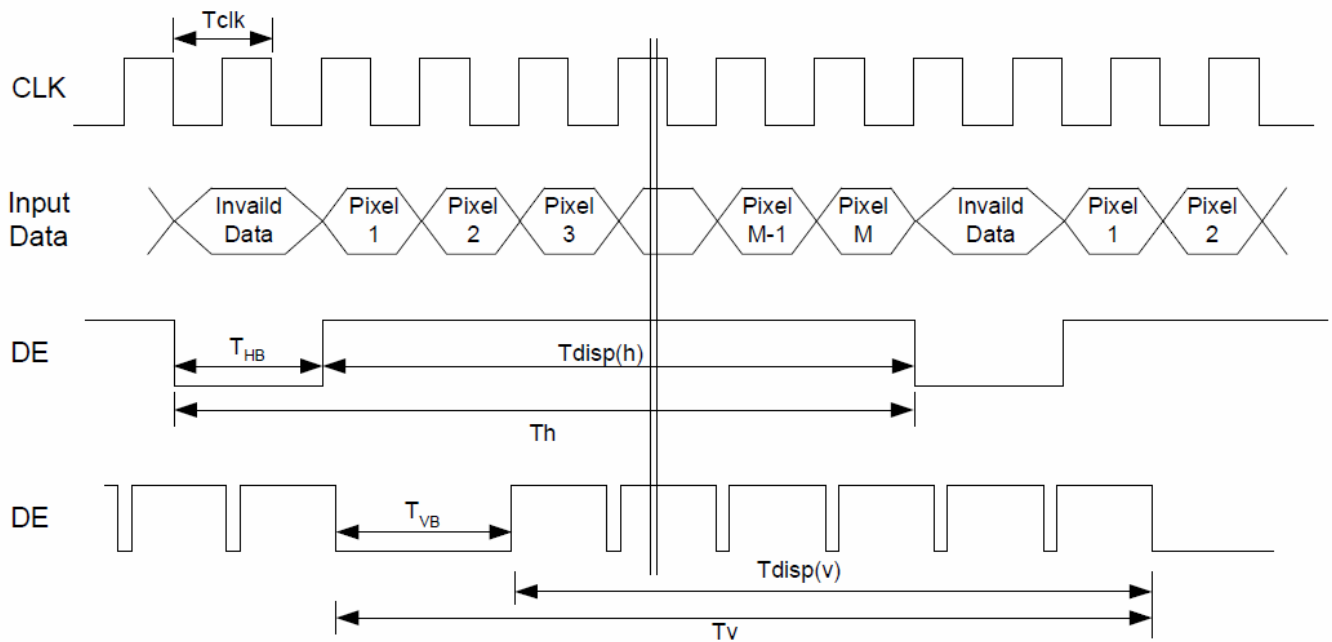 Tclk
CLK
Input
Data
Invaild
Data
Pixel
1
Pixel
2
Pixel
3
Pixel
M-1
Pixel
M
Invaild
Data
Pixel
1
Pixel
2
DE
THB
Tdisp(h)
Th
DE
TVB
Tdisp(v)
Tv